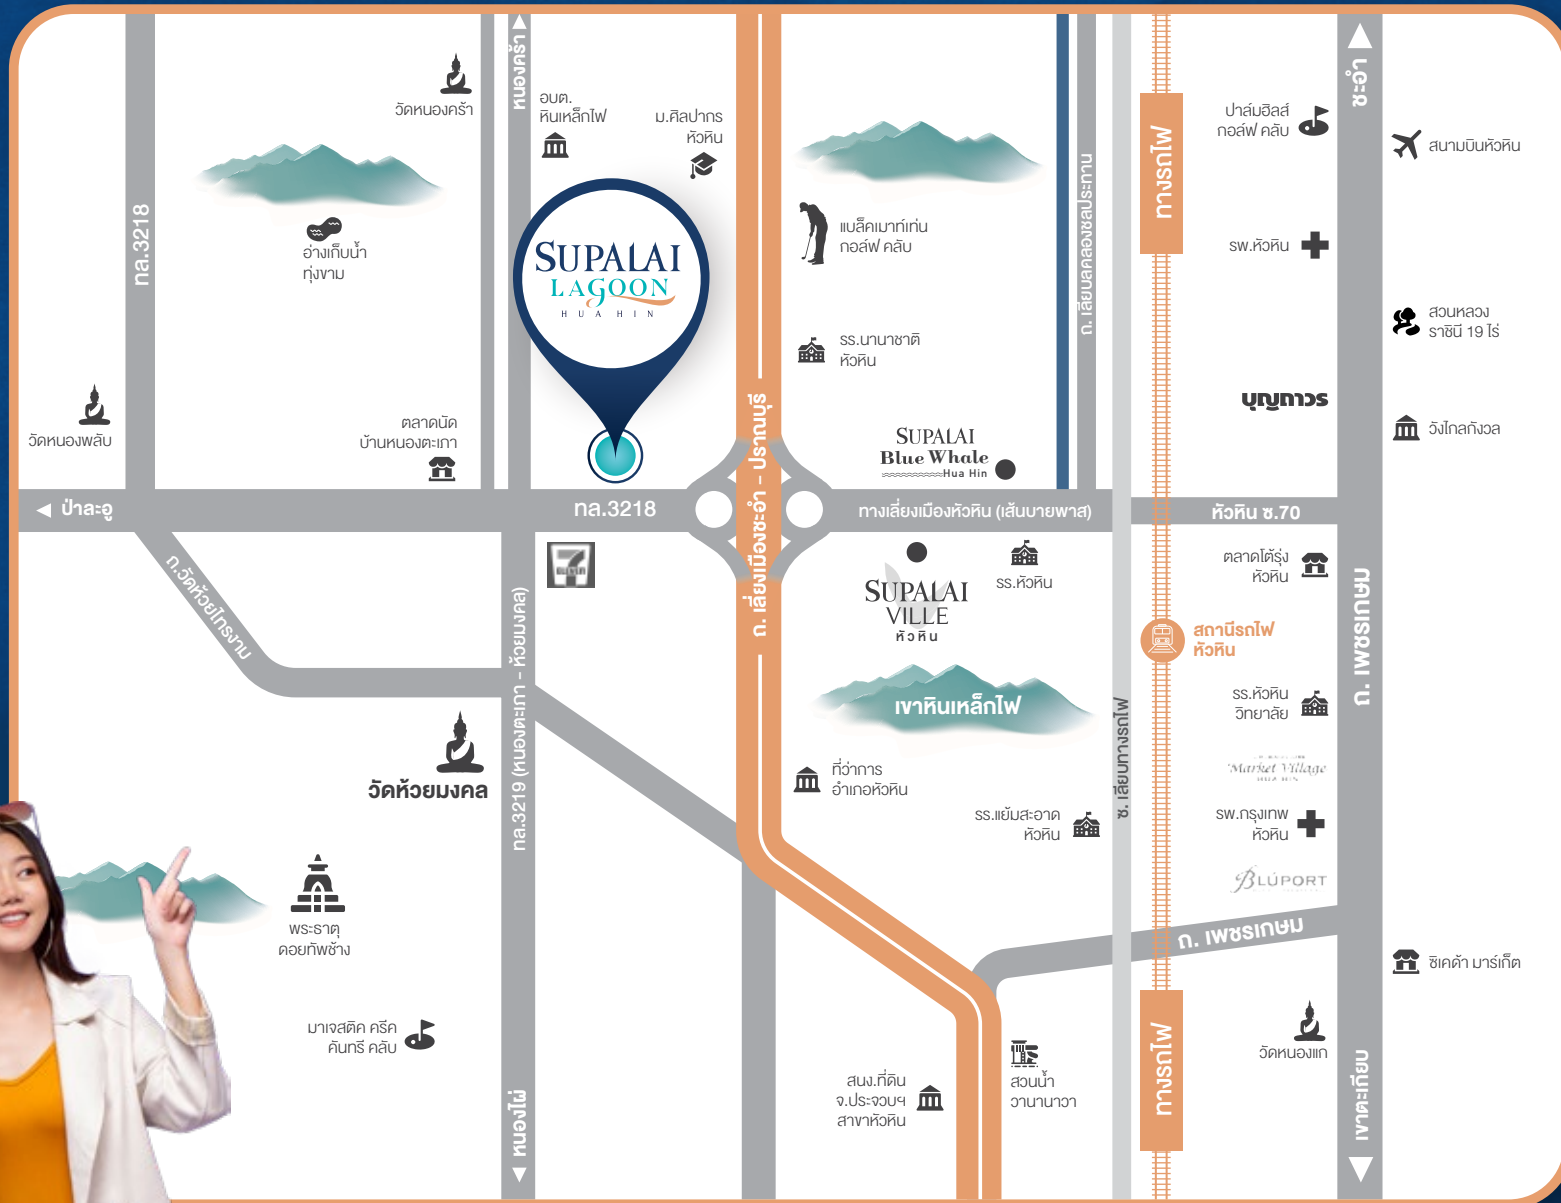 หนองคร้า
ชะอำ
วัดหนองคร้า
อบต.
หินเหล็กไฟ
ม.ศิลปากร
หัวหิน
ปาล์มฮิลส์
กอล์ฟ คลับ
สนามบินหัวหิน
ทางรถไฟ
ทล.3218
อ่างเก็บน้ำ
ทุ่งขาม
SUPALAI
LAGOON
HUA HIN
แบล็คเมาท์เท่น
กอล์ฟ คลับ
ถ. เลียบคลองชลประทาน
รพ.หัวหิน
สวนหลวง
ราชินี 19 ไร่
รร.นานาชาติ
หัวหิน
บุญถาวร
วังไกลกังวล
วัดหนองพลับ
ตลาดนัด
บ้านหนองตะเภา
SUPALAI
Blue Whale
Hua Hin
ป่าละอู
ทล.3218
ถ. เลี่ยงเมืองชะอำ - ปราณบุรี
ทางเลี่ยงเมืองหัวหิน (เส้นบายพาส)
หัวหิน ซ.70
ถ.วัดห้วยไทรงาม
7
รร.หัวหิน
ตลาดโต้รุ่ง
หัวหิน
SUPALAI
VILLE
หัวหิน
สถานีรถไฟ
หัวหิน
ถ. เพชรเกษม
เขาหินเหล็กไฟ
รร.หัวหิน
วิทยาลัย
ทล.3219 (หนองตะเภา - ห้วยมงคล)
วัดห้วยมงคล
ที่ว่าการ
อำเภอหัวหิน
ซ. เลียบทางรถไฟ
Market Village
รร.แย้มสะอาด
หัวหิน
รพ.กรุงเทพ
หัวหิน
BLÚPORT
พระธาตุ
ดอยทัพช้าง
ถ. เพชรเกษม
ซิเคด้า มาร์เก็ต
มาเจสติค ครีค
คันทรี คลับ
วัดหนองแก
สนง.ที่ดิน
จ.ประจวบฯ
สาขาหัวหิน
สวนน้ำ
วานานาวา
ทางรถไฟ
หนองไผ่
เขาตะเกียบ